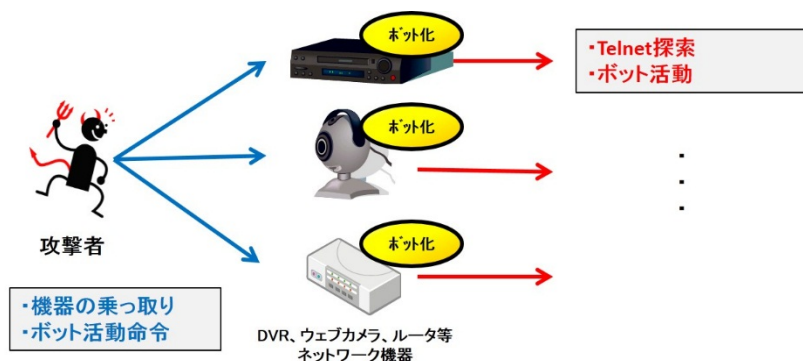 ボット化
・Telnet探索
・ボット活動
ボット化
ボット化
攻撃者
・機器の乗っ取り
・ボット活動命令
DVR、ウェブカメラ、ルータ等
ネットワーク機器